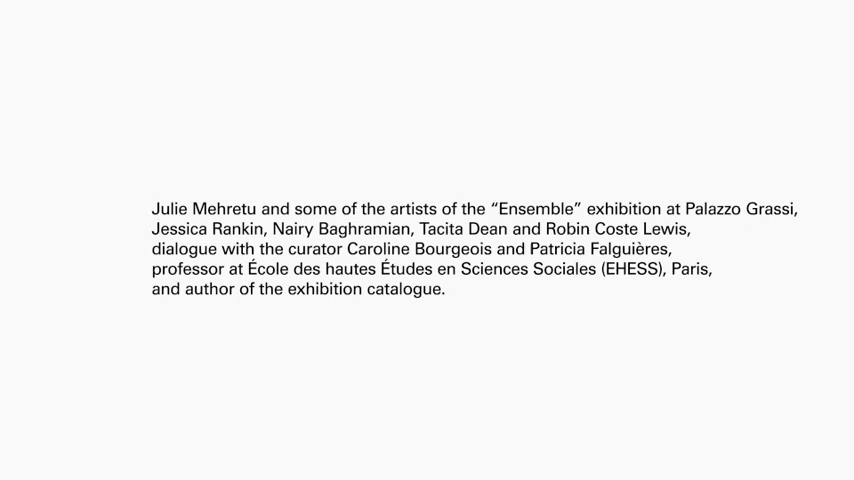 Julie Mehretu and some of the artists of the “Ensemble” exhibition at Palazzo Grassi,
Jessica Rankin, Nairy Baghramian, Tacita Dean and Robin Coste Lewis,
dialogue with the curator Caroline Bourgeois and Patricia Falguières,
professor at École des hautes Études en Sciences Sociales (EHESS), Paris,
and author of the exhibition catalogue.